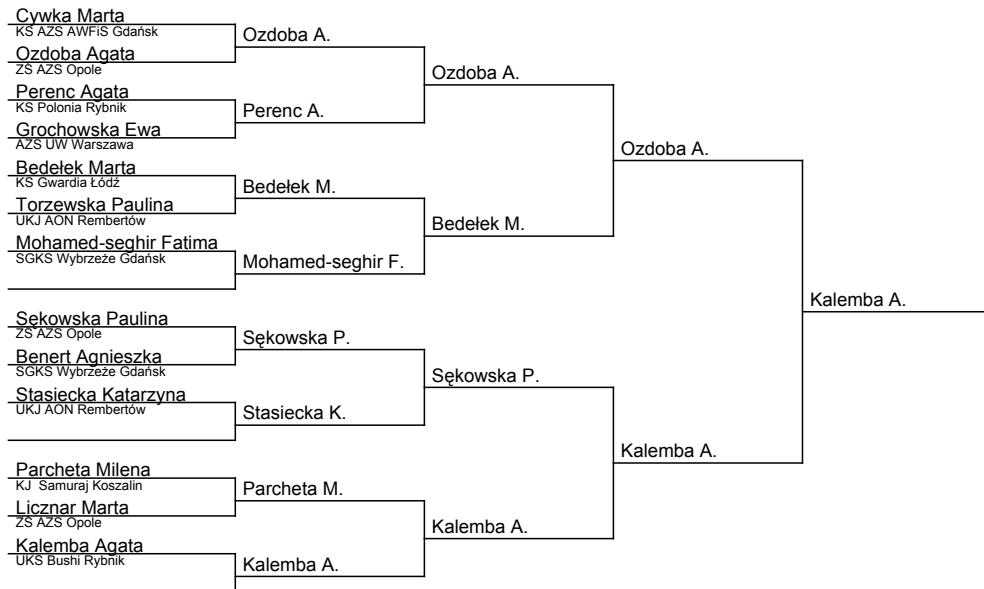 Cywka Marta
KS AZS AWFiS Gdańsk
Ozdoba Agata
ZS AZS Opole
Perenc Agata
KS Polonia Rybnik
Grochowska Ewa
AZS UW Warszawa
Bedełek Marta
KS Gwardia Łódź
Torzewska Paulina
UKJ AON Rembertów
Mohamed-seghir Fatima
SGKS Wybrzeże Gdańsk
Sękowska Paulina
ZS AZS Opole
Benert Agnieszka
SGKS Wybrzeże Gdańsk
Stasiecka Katarzyna
UKJ AON Rembertów
Parcheta Milena
KJ  Samuraj Koszalin
Licznar Marta
ZS AZS Opole
Kalemba Agata
UKS Bushi Rybnik
Ozdoba A.
Perenc A.
Bedełek M.
Mohamed-seghir F.
Sękowska P.
Stasiecka K.
Parcheta M.
Kalemba A.
Ozdoba A.
Bedełek M.
Sękowska P.
Kalemba A.
Ozdoba A.
Kalemba A.
Kalemba A.